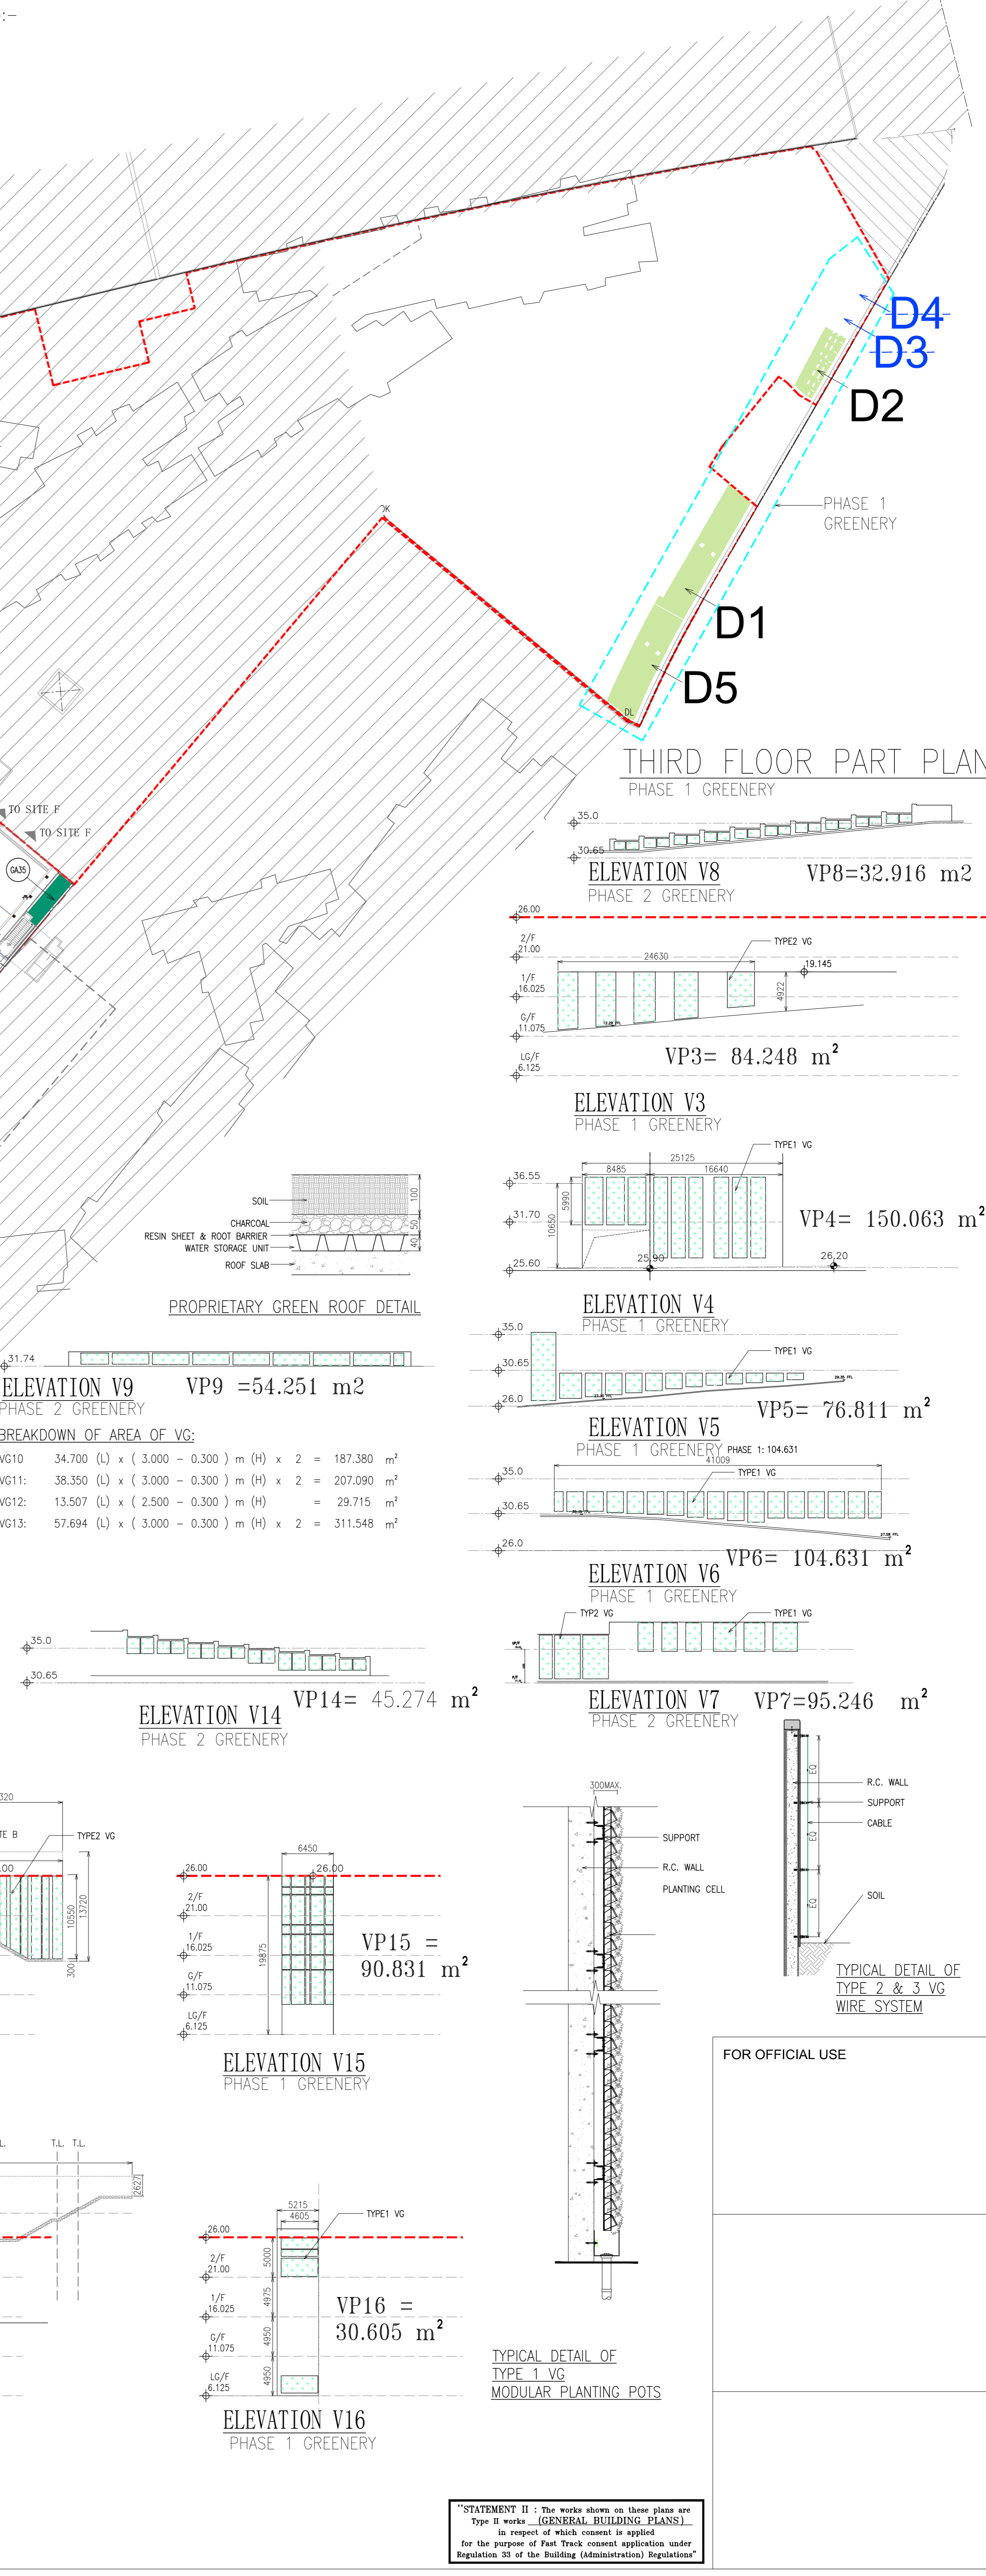 :-
D4
D3
D2
PHASE 1
GREENERY
DK
D1
D5
DL
THIRD FLOOR PART PLAN
PHASE 1 GREENERY
TO SITE F
TO SITE F
GA35
35.0
30.65
ELEVATION V8
PHASE 2 GREENERY
VP8=32.916 m2
26.00
2/F
21.00
1/F
16.025
G/F
11.075
LG/F
6.125
24630
TYPE2 VG
19.145
4922
VP3= 84.248 m²
ELEVATION V3
PHASE 1 GREENERY
SOIL
CHARCOAL
RESIN SHEET & ROOT BARRIER
WATER STORAGE UNIT
ROOF SLAB
100
50
40
PROPRIETARY GREEN ROOF DETAIL
TYPE1 VG
25125
8485
16640
36.55
31.70
25.60
5990
10650
25.90
26.20
VP4= 150.063 m²
ELEVATION V4
PHASE 1 GREENERY
31.74
ELEVATION V9
VP9 =54.251 m2
PHASE 2 GREENERY
35.0
30.65
26.0
TYPE1 VG
VP5= 76.811 m²
ELEVATION V5
PHASE 1 GREENERY
PHASE 1: 104.631
BREAKDOWN OF AREA OF VG:
VG10 34.700 (L) x ( 3.000 - 0.300 ) m (H) x 2 = 187.380 m²
VG11: 38.350 (L) x ( 3.000 - 0.300 ) m (H) x 2 = 207.090 m²
VG12: 13.507 (L) x ( 2.500 - 0.300 ) m (H) = 29.715 m²
VG13: 57.694 (L) x ( 3.000 - 0.300 ) m (H) x 2 = 311.548 m²
41009
TYPE1 VG
35.0
30.65
26.0
VP6= 104.631 m²
ELEVATION V6
PHASE 1 GREENERY
35.0
30.65
VP14= 45.274 m²
ELEVATION V14
PHASE 2 GREENERY
TYP2 VG
TYPE1 VG
ELEVATION V7
VP7=95.246 m²
PHASE 2 GREENERY
320
TE B
TYPE2 VG
.00
10550
13720
300
6450
26.00
26.00
2/F
21.00
1/F
16.025
G/F
11.075
LG/F
6.125
19875
VP15 =
90.831 m²
ELEVATION V15
PHASE 1 GREENERY
300MAX.
SUPPORT
R.C. WALL
PLANTING CELL
EQ
EQ
EQ
R.C. WALL
SUPPORT
CABLE
SOIL
TYPICAL DETAIL OF
TYPE 2 & 3 VG
WIRE SYSTEM
FOR OFFICIAL USE
L.
T.L.
T.L.
2627
5215
4605
TYPE1 VG
26.00
2/F
21.00
1/F
16.025
G/F
11.075
LG/F
6.125
5000
4975
4950
4950
VP16 =
30.605 m²
ELEVATION V16
PHASE 1 GREENERY
TYPICAL DETAIL OF
TYPE 1 VG
MODULAR PLANTING POTS
"STATEMENT II : The works shown on these plans are
Type II works (GENERAL BUILDING PLANS)
in respect of which consent is applied
for the purpose of Fast Track consent application under
Regulation 33 of the Building (Administration) Regulations"